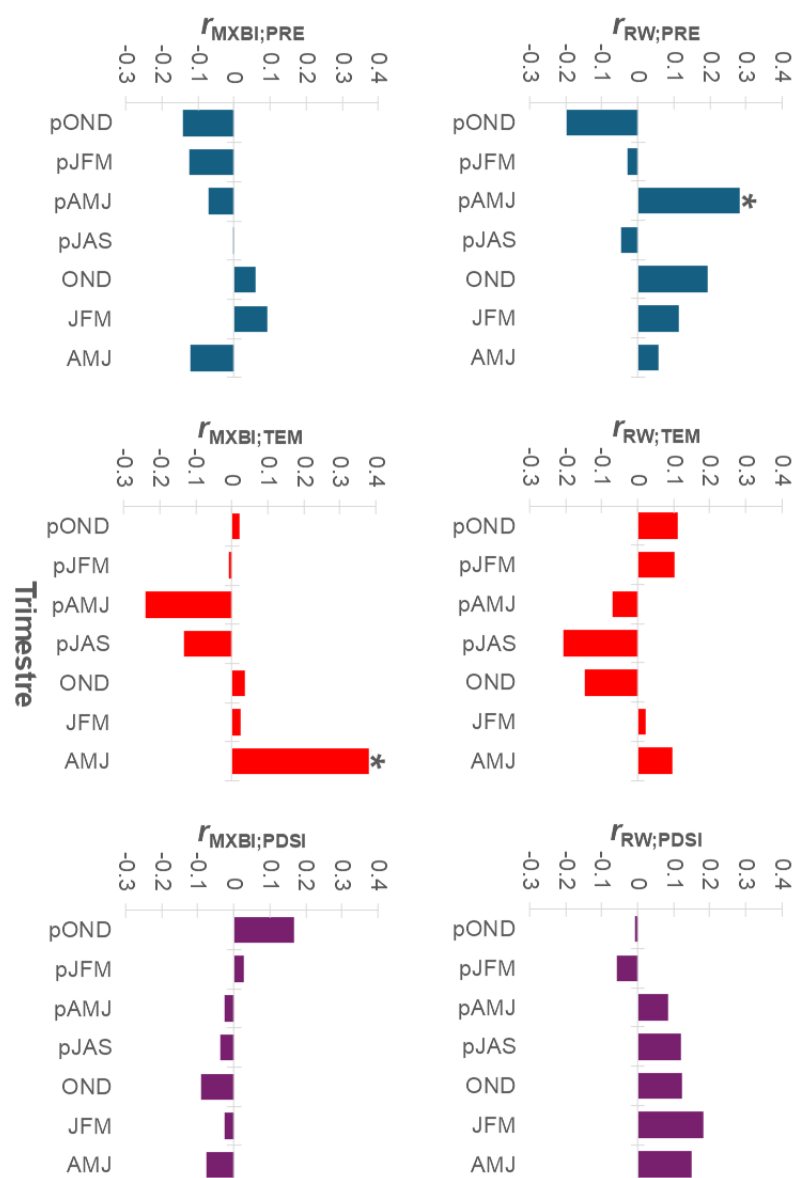 rMXBI;PRE
-0.3 -0.2 -0.1 0 0.1 0.2 0.3 0.4
pOND
pJFM
pAMJ
pJAS
OND
JFM
AMJ
rRW;PRE
-0.3 -0.2 -0.1 0 0.1 0.2 0.3 0.4
pOND
pJFM
pAMJ
*
pJAS
OND
JFM
AMJ
rMXBI;TEM
-0.3 -0.2 -0.1 0 0.1 0.2 0.3 0.4
pOND
pJFM
pAMJ
pJAS
OND
JFM
AMJ
*
Trimestre
rRW;TEM
-0.3 -0.2 -0.1 0 0.1 0.2 0.3 0.4
pOND
pJFM
pAMJ
pJAS
OND
JFM
AMJ
rMXBI;PDSI
-0.3 -0.2 -0.1 0 0.1 0.2 0.3 0.4
pOND
pJFM
pAMJ
pJAS
OND
JFM
AMJ
rRW;PDSI
-0.3 -0.2 -0.1 0 0.1 0.2 0.3 0.4
pOND
pJFM
pAMJ
pJAS
OND
JFM
AMJ